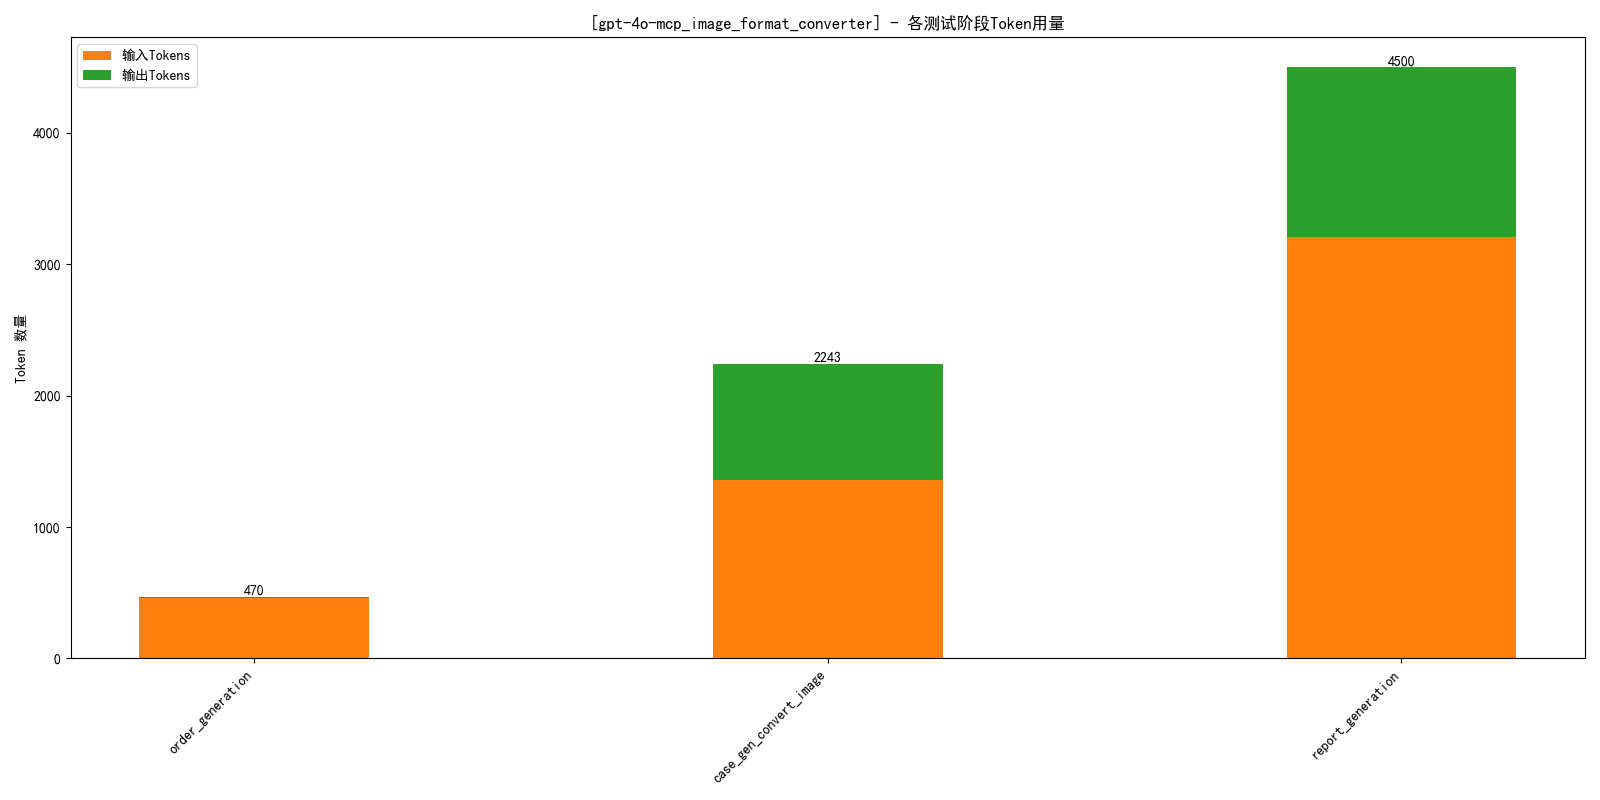 [gpt-4o-mcp_image_format_converter] - 各测试阶段Token用量
输入Tokens
输出Tokens
4500
2243
470
Token 数量
4000
3000
2000
1000
0
order_generation
case_gen_convert_image
report_generation